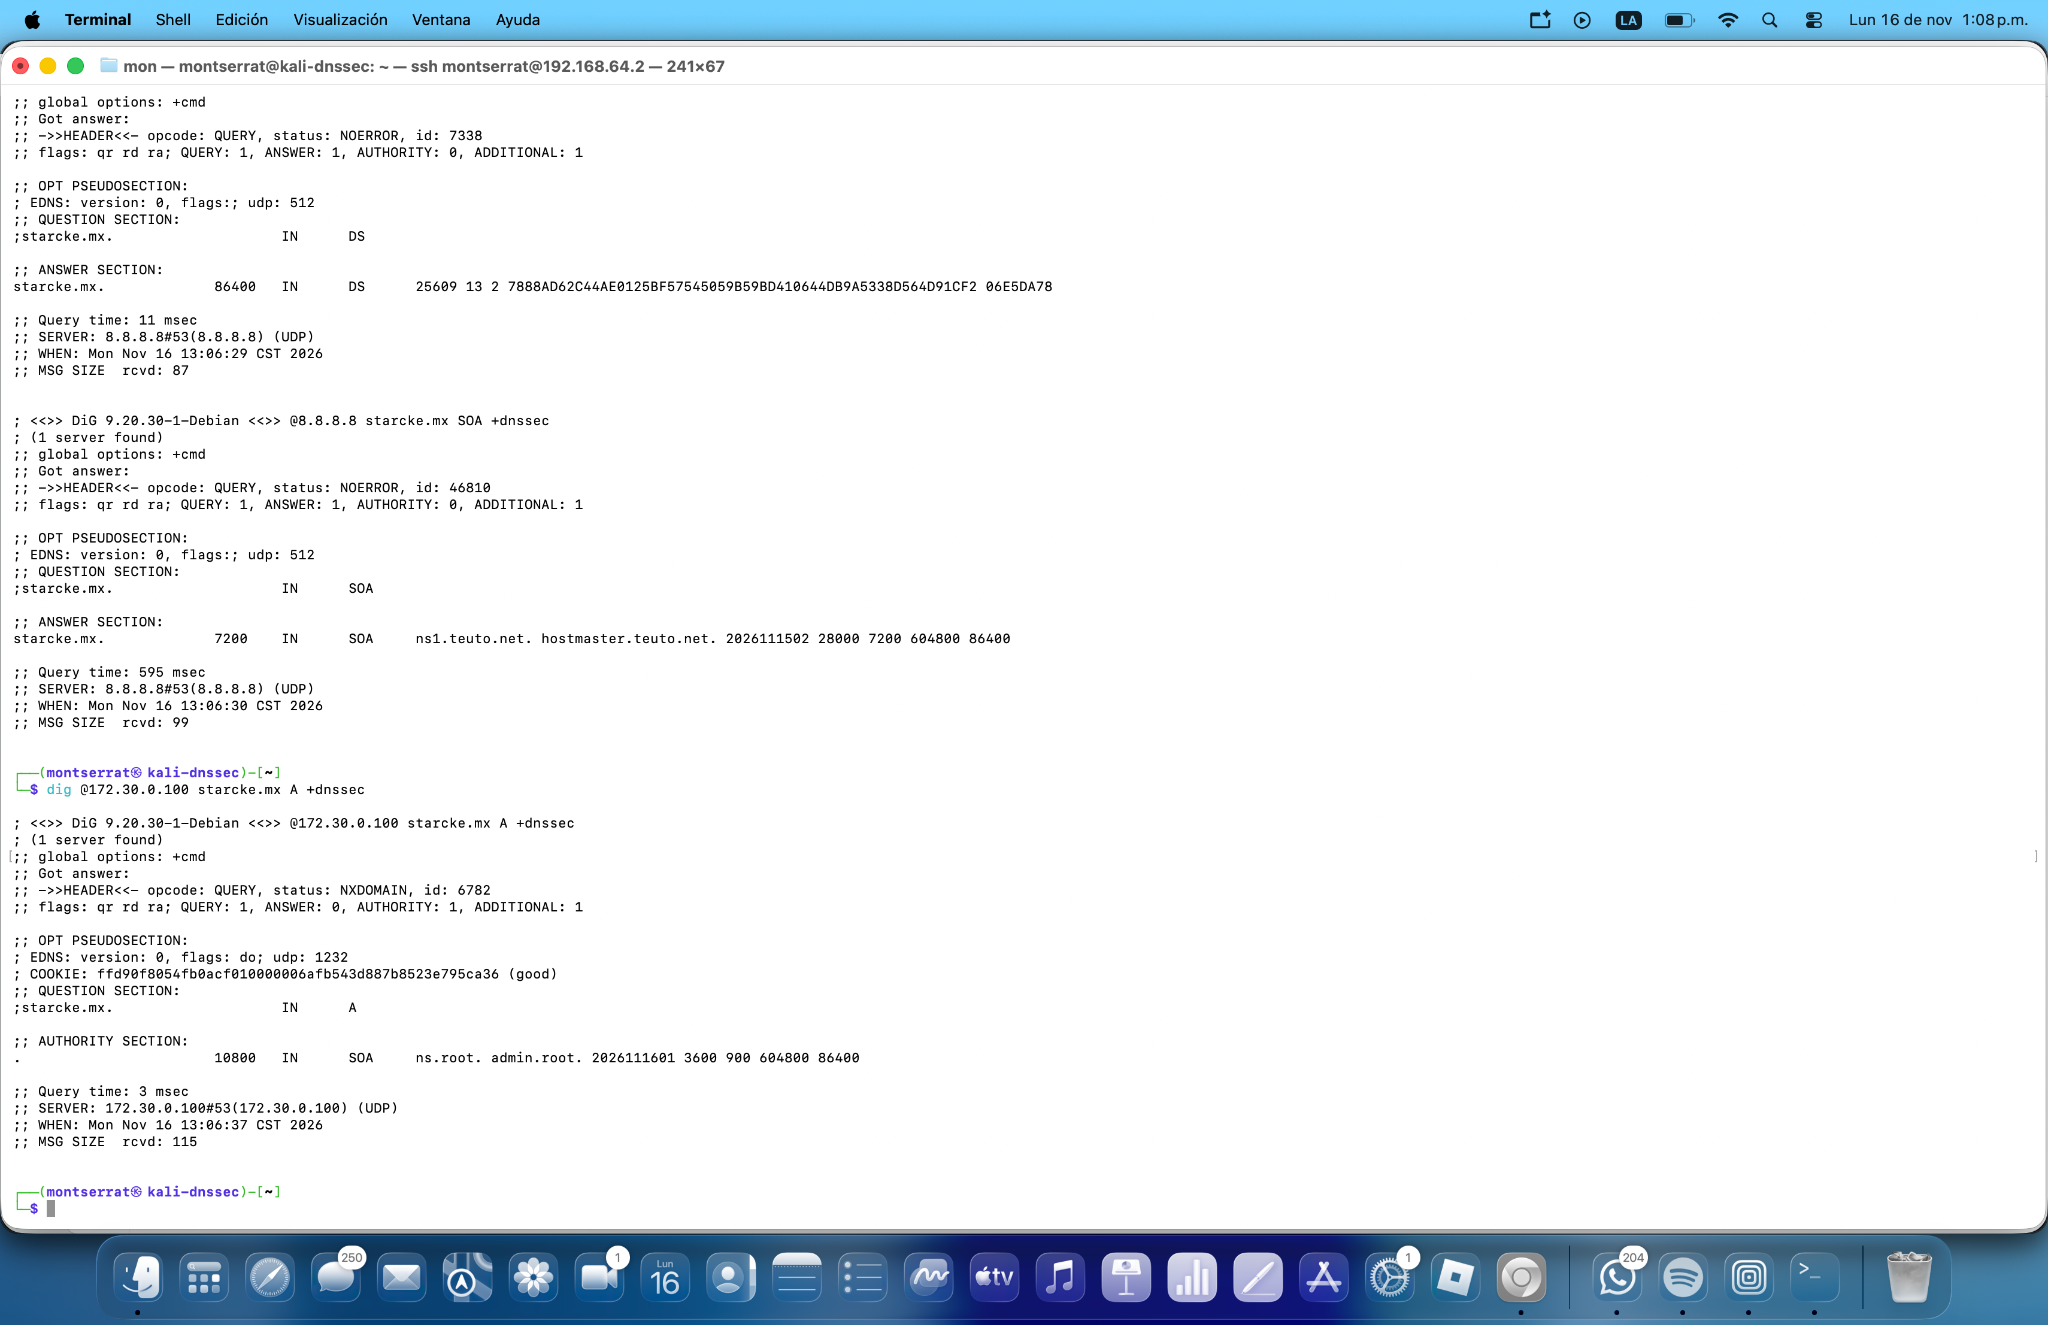 Terminal Shell Edición Visualización Ventana Ayuda LA Lun 16 de nov 1:08 p.m.
mon — montserrat@kali-dnssec: ~ — ssh montserrat@192.168.64.2 — 241×67
;; global options: +cmd
;; Got answer:
;; ->>HEADER<<- opcode: QUERY, status: NOERROR, id: 7338
;; flags: qr rd ra; QUERY: 1, ANSWER: 1, AUTHORITY: 0, ADDITIONAL: 1
;; OPT PSEUDOSECTION:
; EDNS: version: 0, flags:; udp: 512
;; QUESTION SECTION:
;starcke.mx. IN DS
;; ANSWER SECTION:
starcke.mx. 86400 IN DS 25609 13 2 7888AD62C44AE0125BF57545059B59BD410644DB9A5338D564D91CF2 06E5DA78
;; Query time: 11 msec
;; SERVER: 8.8.8.8#53(8.8.8.8) (UDP)
;; WHEN: Mon Nov 16 13:06:29 CST 2026
;; MSG SIZE rcvd: 87
; <<>> DiG 9.20.30-1-Debian <<>> @8.8.8.8 starcke.mx SOA +dnssec
; (1 server found)
;; global options: +cmd
;; Got answer:
;; ->>HEADER<<- opcode: QUERY, status: NOERROR, id: 46810
;; flags: qr rd ra; QUERY: 1, ANSWER: 1, AUTHORITY: 0, ADDITIONAL: 1
;; OPT PSEUDOSECTION:
; EDNS: version: 0, flags:; udp: 512
;; QUESTION SECTION:
;starcke.mx. IN SOA
;; ANSWER SECTION:
starcke.mx. 7200 IN SOA ns1.teuto.net. hostmaster.teuto.net. 2026111502 28000 7200 604800 86400
;; Query time: 595 msec
;; SERVER: 8.8.8.8#53(8.8.8.8) (UDP)
;; WHEN: Mon Nov 16 13:06:30 CST 2026
;; MSG SIZE rcvd: 99
┌──(montserrat㉿kali-dnssec)-[~]
└─$ dig @172.30.0.100 starcke.mx A +dnssec
; <<>> DiG 9.20.30-1-Debian <<>> @172.30.0.100 starcke.mx A +dnssec
; (1 server found)
[;; global options: +cmd ]
;; Got answer:
;; ->>HEADER<<- opcode: QUERY, status: NXDOMAIN, id: 6782
;; flags: qr rd ra; QUERY: 1, ANSWER: 0, AUTHORITY: 1, ADDITIONAL: 1
;; OPT PSEUDOSECTION:
; EDNS: version: 0, flags: do; udp: 1232
; COOKIE: ffd90f8054fb0acf010000006afb543d887b8523e795ca36 (good)
;; QUESTION SECTION:
;starcke.mx. IN A
;; AUTHORITY SECTION:
. 10800 IN SOA ns.root. admin.root. 2026111601 3600 900 604800 86400
;; Query time: 3 msec
;; SERVER: 172.30.0.100#53(172.30.0.100) (UDP)
;; WHEN: Mon Nov 16 13:06:37 CST 2026
;; MSG SIZE rcvd: 115
┌──(montserrat㉿kali-dnssec)-[~]
└─$
250 1 Lun 16 tv 1 204 >_